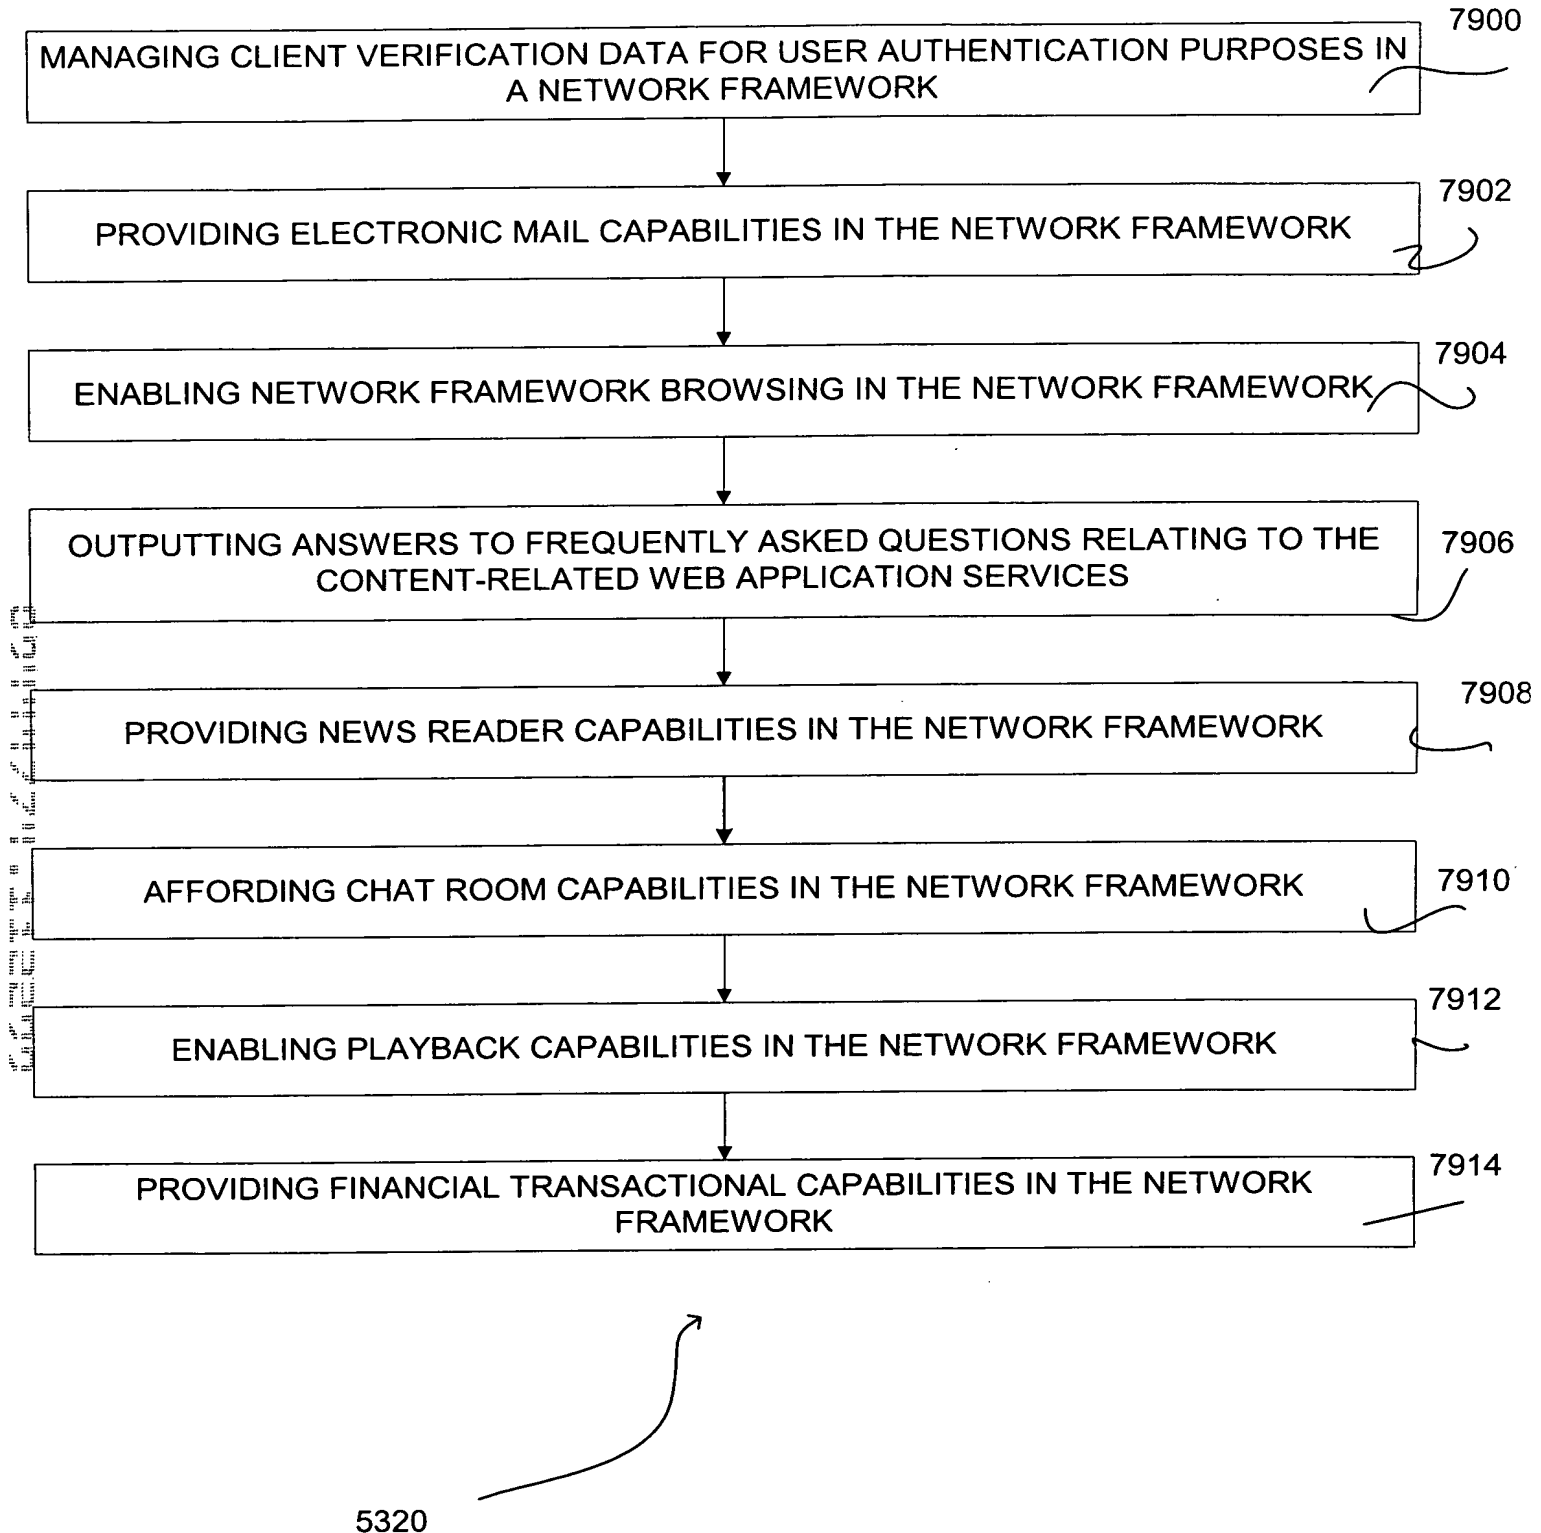 7900
MANAGING CLIENT VERIFICATION DATA FOR USER AUTHENTICATION PURPOSES IN
A NETWORK FRAMEWORK
7902
PROVIDING ELECTRONIC MAIL CAPABILITIES IN THE NETWORK FRAMEWORK
7904
ENABLING NETWORK FRAMEWORK BROWSING IN THE NETWORK FRAMEWORK
7906
OUTPUTTING ANSWERS TO FREQUENTLY ASKED QUESTIONS RELATING TO THE
CONTENT-RELATED WEB APPLICATION SERVICES
7908
PROVIDING NEWS READER CAPABILITIES IN THE NETWORK FRAMEWORK
7910
AFFORDING CHAT ROOM CAPABILITIES IN THE NETWORK FRAMEWORK
7912
ENABLING PLAYBACK CAPABILITIES IN THE NETWORK FRAMEWORK
7914
PROVIDING FINANCIAL TRANSACTIONAL CAPABILITIES IN THE NETWORK
FRAMEWORK
5320